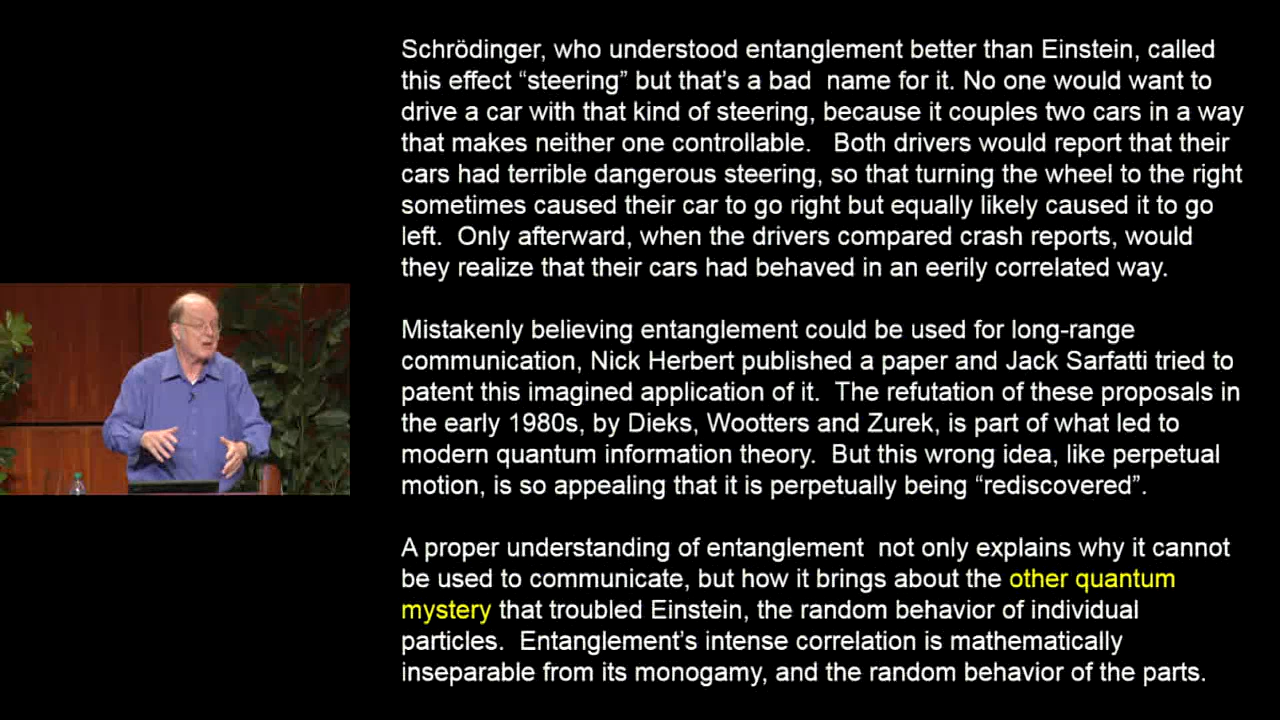 Schrödinger, who understood entanglement better than Einstein, called
this effect “steering” but that’s a bad  name for it. No one would want to
drive a car with that kind of steering, because it couples two cars in a way
that makes neither one controllable.   Both drivers would report that their
cars had terrible dangerous steering, so that turning the wheel to the right
sometimes caused their car to go right but equally likely caused it to go
left.  Only afterward, when the drivers compared crash reports, would
they realize that their cars had behaved in an eerily correlated way.
Mistakenly believing entanglement could be used for long-range
communication, Nick Herbert published a paper and Jack Sarfatti tried to
patent this imagined application of it.  The refutation of these proposals in
the early 1980s, by Dieks, Wootters and Zurek, is part of what led to
modern quantum information theory.  But this wrong idea, like perpetual
motion, is so appealing that it is perpetually being “rediscovered”.
A proper understanding of entanglement  not only explains why it cannot
be used to communicate, but how it brings about the other quantum
mystery that troubled Einstein, the random behavior of individual
particles.  Entanglement’s intense correlation is mathematically
inseparable from its monogamy, and the random behavior of the parts.